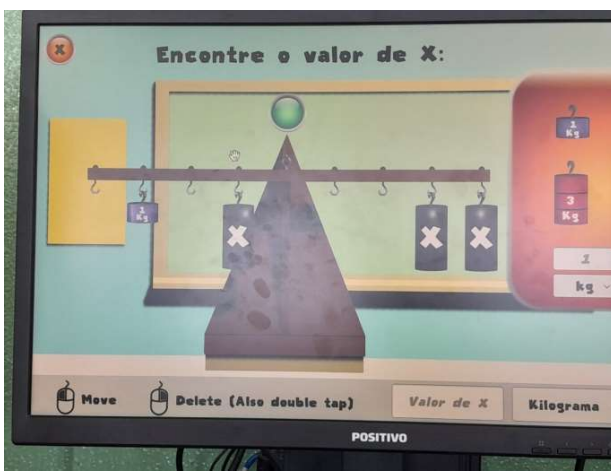 X
Encontre o valor de X:
1
Kg
1
Kg
X
X
X
3
Kg
1
kg
Move
Delete (Also double tap)
Valor de X
Kilograma
POSITIVO